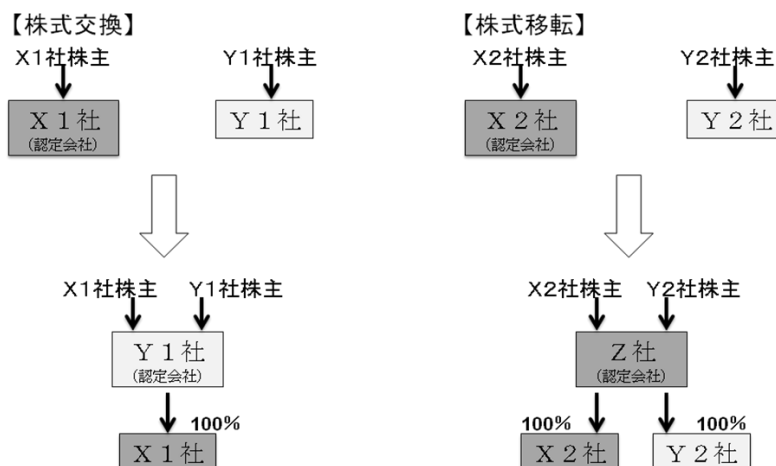 【株式交換】
X1社株主
Y1社株主
X1社
(認定会社)
Y1社
X1社株主
Y1社株主
Y1社
(認定会社)
100%
X1社
【株式移転】
X2社株主
Y2社株主
X2社
(認定会社)
Y2社
X2社株主
Y2社株主
Z社
(認定会社)
100%
100%
X2社
Y2社